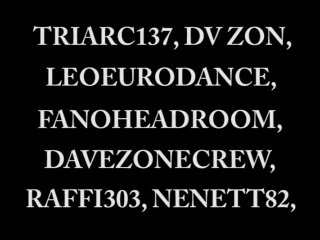 TRIARC137, DV ZON,
LEOEURODANCE,
FANOHEADROOM,
DAVEZONECREW,
RAFFI303, NENETT82,